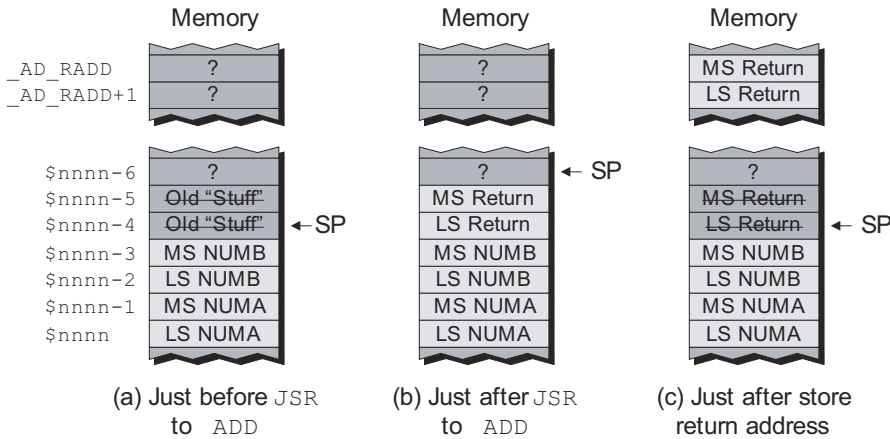 Memory Memory Memory
_AD_RADD ? ? MS Return
_AD_RADD+1 ? ? LS Return
$nnnn-6 ? ? SP ?
$nnnn-5 Old “Stuff” MS Return MS Return
$nnnn-4 Old “Stuff” SP LS Return LS Return SP
$nnnn-3 MS NUMB MS NUMB MS NUMB
$nnnn-2 LS NUMB LS NUMB LS NUMB
$nnnn-1 MS NUMA MS NUMA MS NUMA
$nnnn LS NUMA LS NUMA LS NUMA
(a) Just before JSR (b) Just after JSR (c) Just after store
to ADD to ADD return address